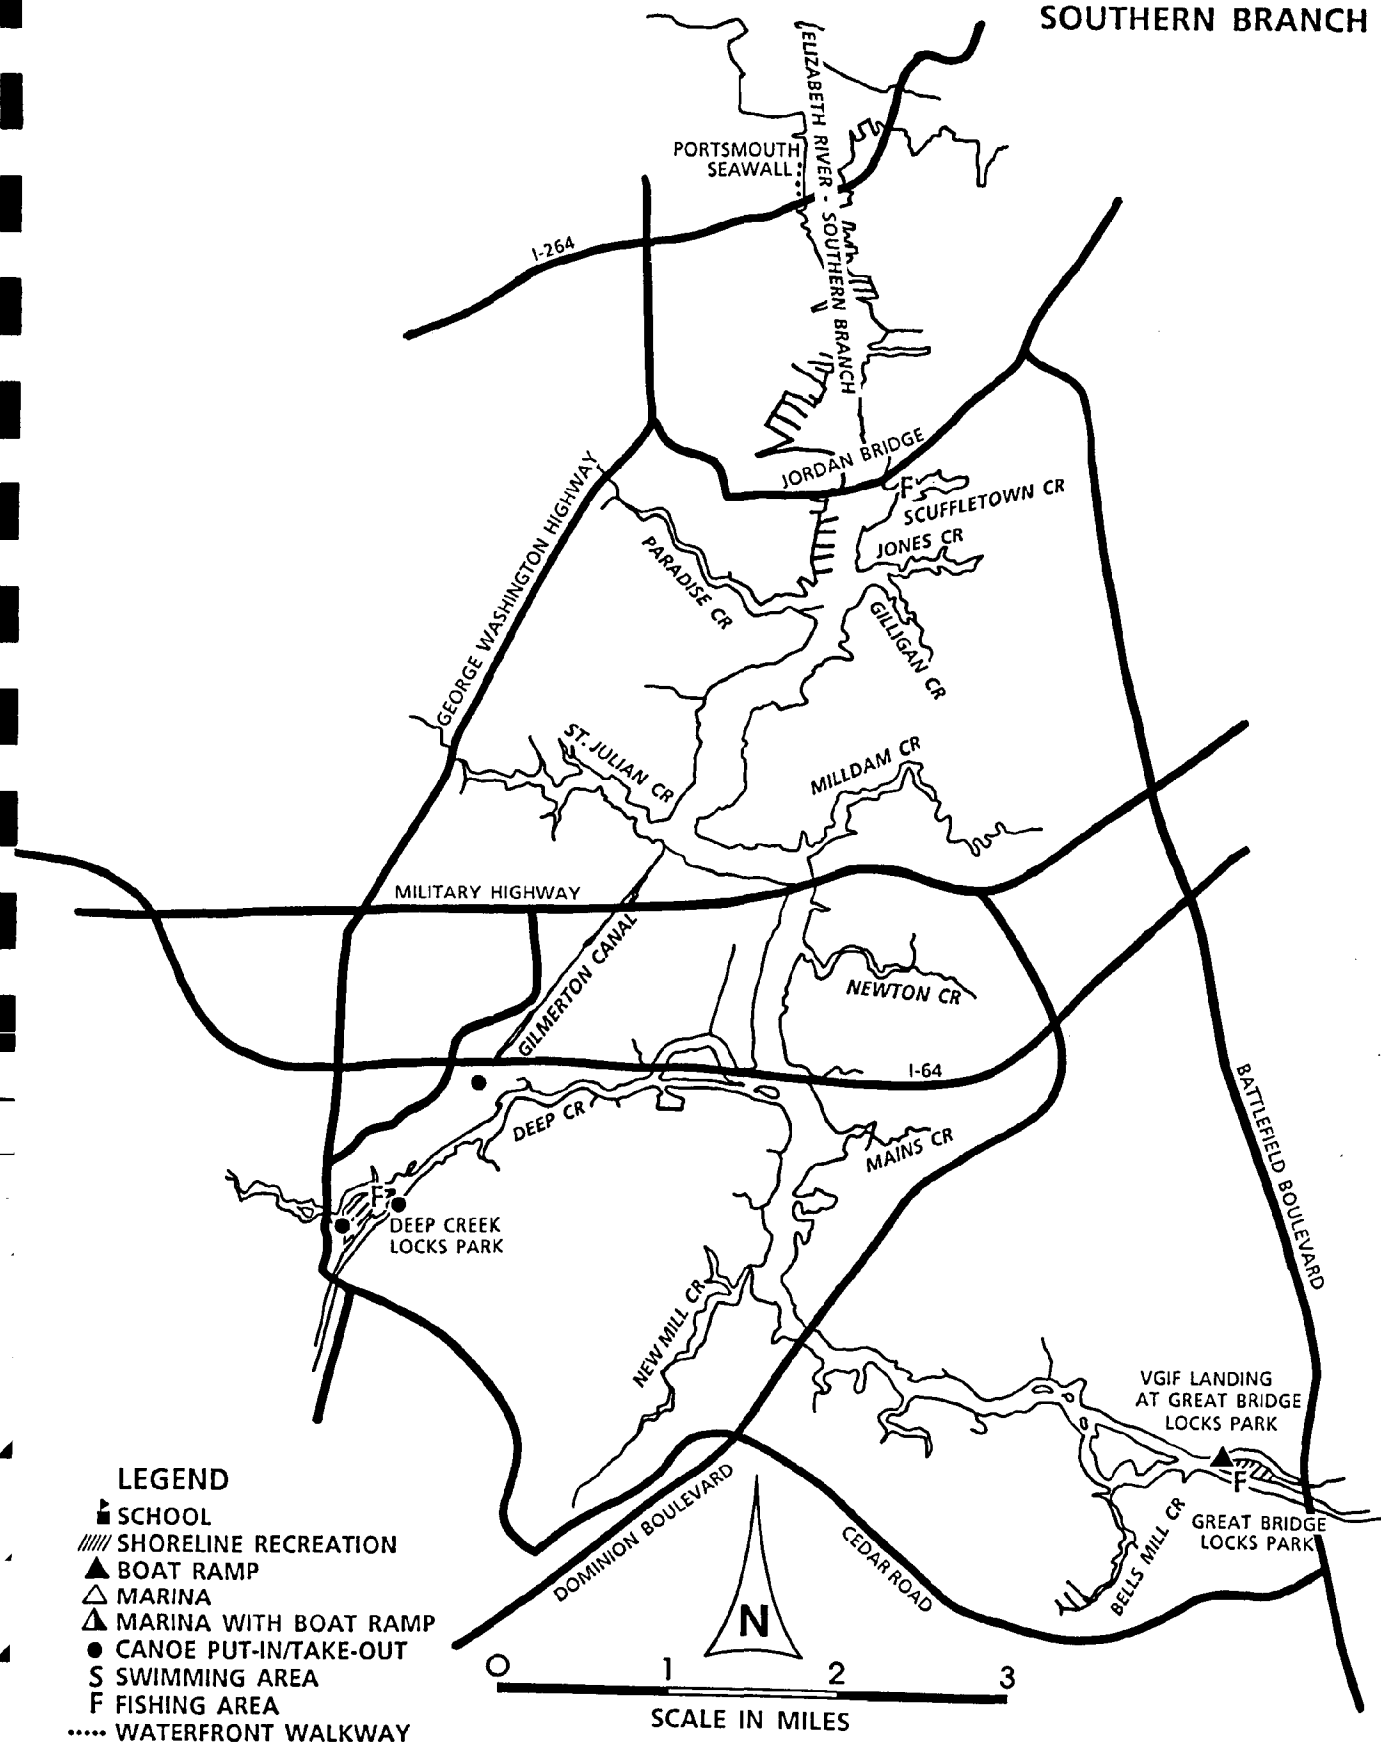 SOUTHERN BRANCH
ELIZABETH RIVER - SOUTHERN BRANCH
PORTSMOUTH
SEAWALL
I-264
JORDAN BRIDGE
F
SCUFFLETOWN CR
JONES CR
GEORGE WASHINGTON HIGHWAY
PARADISE CR
GILLIGAN CR
ST. JULIAN CR
MILLDAM CR
MILITARY HIGHWAY
GILMERTON CANAL
NEWTON CR
I-64
BATTLEFIELD BOULEVARD
DEEP CR
MAINS CR
F
DEEP CREEK
LOCKS PARK
NEW MILL CR
VGIF LANDING
AT GREAT BRIDGE
LOCKS PARK
F
GREAT BRIDGE
LOCKS PARK
BELLS MILL CR
DOMINION BOULEVARD
CEDAR ROAD
LEGEND
SCHOOL
SHORELINE RECREATION
BOAT RAMP
MARINA
MARINA WITH BOAT RAMP
CANOE PUT-IN/TAKE-OUT
S SWIMMING AREA
F FISHING AREA
WATERFRONT WALKWAY
N
0 1 2 3
SCALE IN MILES